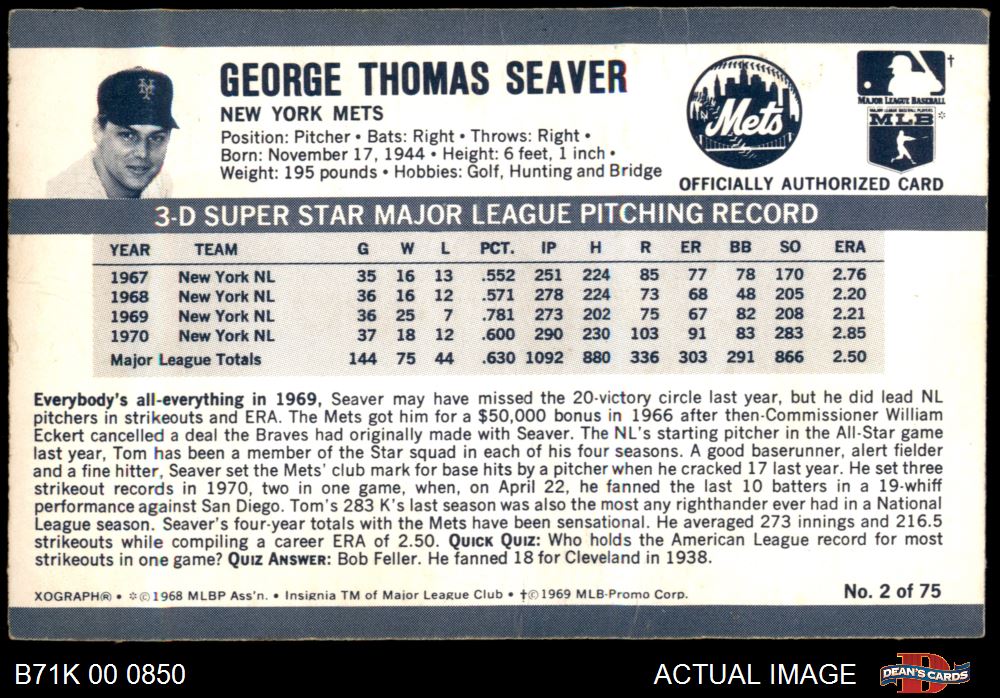 GEORGE THOMAS SEAVER
NEW YORK METS
Position: Pitcher • Bats: Right • Throws: Right •
Born: November 17, 1944 • Height: 6 feet, 1 inch •
Weight: 195 pounds • Hobbies: Golf, Hunting and Bridge
NY
Mets
†
MAJOR LEAGUE BASEBALL
MAJOR LEAGUE BASEBALL PLAYERS
MLB *
OFFICIALLY AUTHORIZED CARD
3-D SUPER STAR MAJOR LEAGUE PITCHING RECORD
YEAR TEAM G W L PCT. IP H R ER BB SO ERA
1967 New York NL 35 16 13 .552 251 224 85 77 78 170 2.76
1968 New York NL 36 16 12 .571 278 224 73 68 48 205 2.20
1969 New York NL 36 25 7 .781 273 202 75 67 82 208 2.21
1970 New York NL 37 18 12 .600 290 230 103 91 83 283 2.85
Major League Totals 144 75 44 .630 1092 880 336 303 291 866 2.50
Everybody's all-everything in 1969, Seaver may have missed the 20-victory circle last year, but he did lead NL
pitchers in strikeouts and ERA. The Mets got him for a $50,000 bonus in 1966 after then-Commissioner William
Eckert cancelled a deal the Braves had originally made with Seaver. The NL's starting pitcher in the All-Star game
last year, Tom has been a member of the Star squad in each of his four seasons. A good baserunner, alert fielder
and a fine hitter, Seaver set the Mets' club mark for base hits by a pitcher when he cracked 17 last year. He set three
strikeout records in 1970, two in one game, when, on April 22, he fanned the last 10 batters in a 19-whiff
performance against San Diego. Tom's 283 K's last season was also the most any righthander ever had in a National
League season. Seaver's four-year totals with the Mets have been sensational. He averaged 273 innings and 216.5
strikeouts while compiling a career ERA of 2.50. QUICK QUIZ: Who holds the American League record for most
strikeouts in one game? QUIZ ANSWER: Bob Feller. He fanned 18 for Cleveland in 1938.
XOGRAPH® • *©1968 MLBP Ass'n. • Insignia TM of Major League Club • †©1969 MLB-Promo Corp.
No. 2 of 75
B71K 00 0850
ACTUAL IMAGE
DEAN'S CARDS